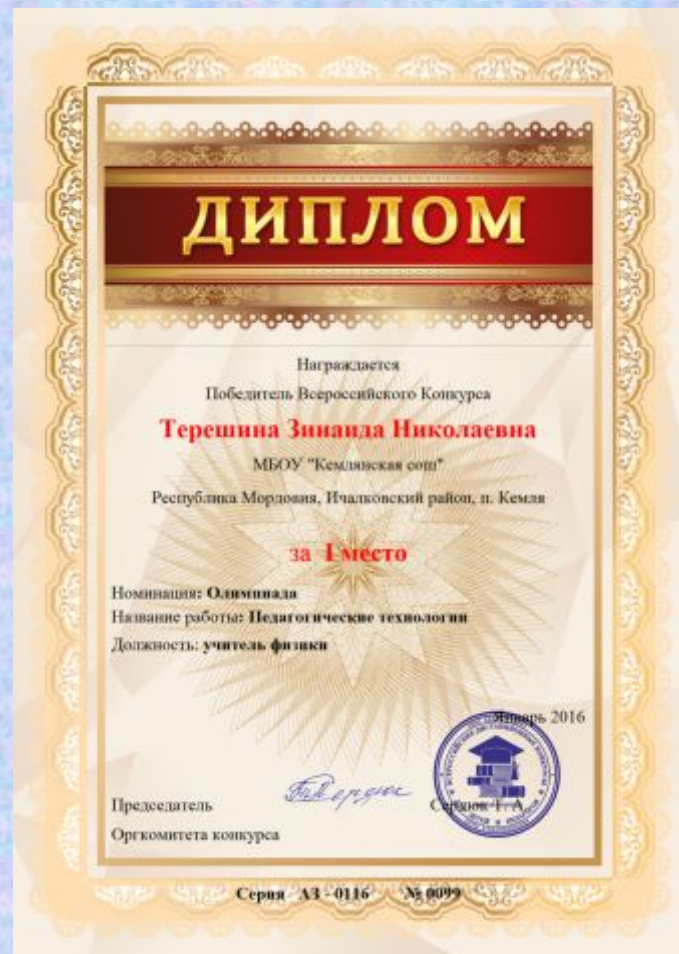 ДИПЛОМ
Награждается
Победитель Всероссийского Конкурса
Терешина Зинаида Николаевна
МБОУ "Кемлянская сош"
Республика Мордовия, Ичалковский район, п. Кемля
за I место
Номинация: Олимпиада
Название работы: Педагогические технологии
Должность: учитель физики
Январь 2016
Председатель Сердюк Т. А.
Оргкомитета конкурса
Серия АЗ - 0116 № 0099